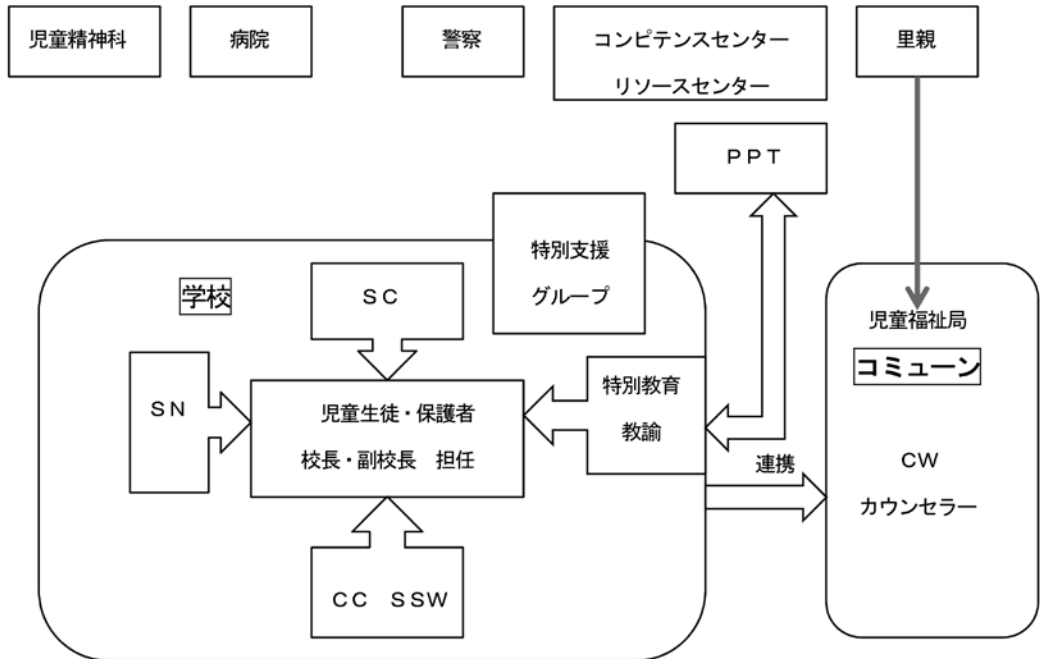 児童精神科
病院
警察
コンピテンスセンター
リソースセンター
里親
ＰＰＴ
特別支援
グループ
学校
ＳＣ
ＳＮ
児童生徒・保護者
校長・副校長　担任
特別教育
教諭
ＣＣ　ＳＳＷ
連携
児童福祉局
コミューン
ＣＷ
カウンセラー